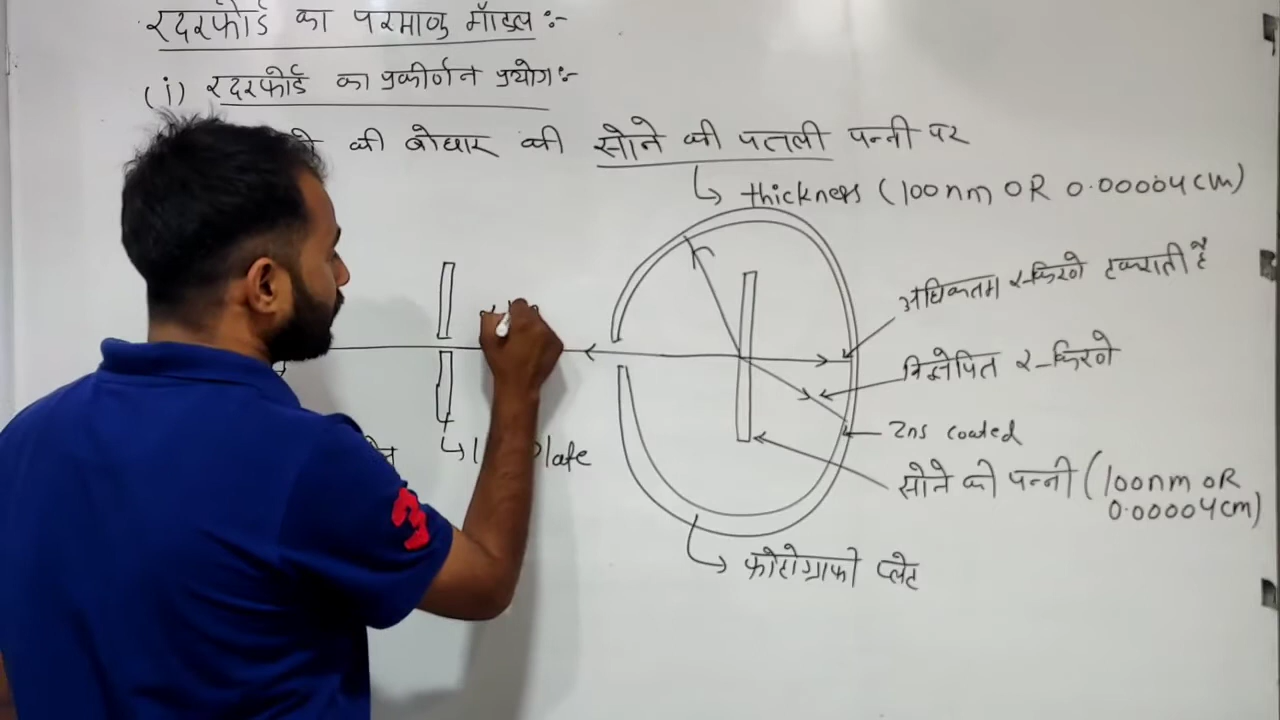 रदरफोर्ड का परमाणु मॉडल :-
(i) रदरफोर्ड का प्रकीर्णन प्रयोग :-
की बोछार की सोने की पतली पन्नी पर
thickness (100nm OR 0.00004cm)
अधिकतम α-किरणे टकराती है
विक्षेपित α-किरणे
Zns coated
सोने की पन्नी (100nm OR
0.00004cm)
फोटोग्राफी प्लेट
3